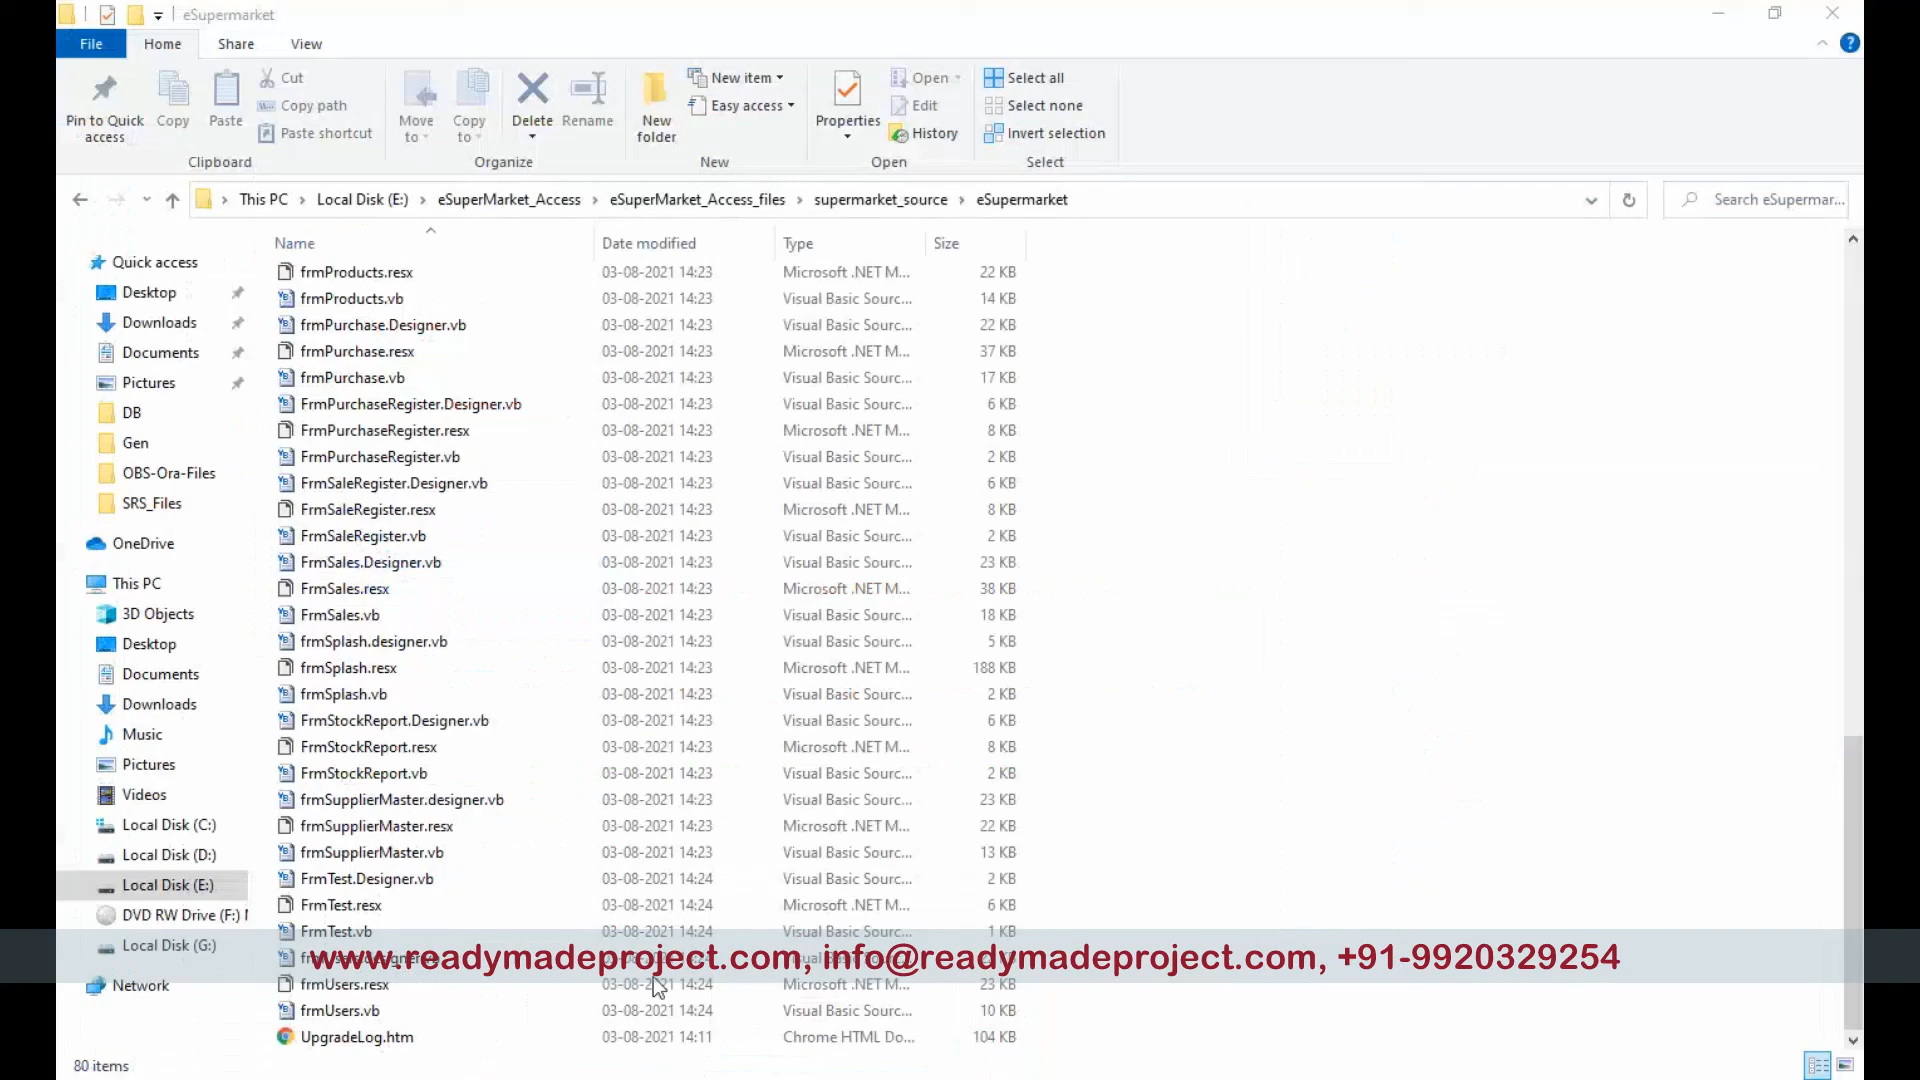 eSupermarket
File Home Share View
Pin to Quick access
Copy
Paste
Cut
Copy path
Paste shortcut
Clipboard
Move to
Copy to
Delete
Rename
Organize
New folder
New item
Easy access
New
Properties
Open
Edit
History
Open
Select all
Select none
Invert selection
Select
This PC > Local Disk (E:) > eSuperMarket_Access > eSuperMarket_Access_files > supermarket_source > eSupermarket
Search eSupermar...
Quick access
Desktop
Downloads
Documents
Pictures
DB
Gen
OBS-Ora-Files
SRS_Files
OneDrive
This PC
3D Objects
Desktop
Documents
Downloads
Music
Pictures
Videos
Local Disk (C:)
Local Disk (D:)
Local Disk (E:)
DVD RW Drive (F:)
Local Disk (G:)
Network
Name Date modified Type Size
frmProducts.resx 03-08-2021 14:23 Microsoft .NET M... 22 KB
frmProducts.vb 03-08-2021 14:23 Visual Basic Sourc... 14 KB
frmPurchase.Designer.vb 03-08-2021 14:23 Visual Basic Sourc... 22 KB
frmPurchase.resx 03-08-2021 14:23 Microsoft .NET M... 37 KB
frmPurchase.vb 03-08-2021 14:23 Visual Basic Sourc... 17 KB
FrmPurchaseRegister.Designer.vb 03-08-2021 14:23 Visual Basic Sourc... 6 KB
FrmPurchaseRegister.resx 03-08-2021 14:23 Microsoft .NET M... 8 KB
FrmPurchaseRegister.vb 03-08-2021 14:23 Visual Basic Sourc... 2 KB
FrmSaleRegister.Designer.vb 03-08-2021 14:23 Visual Basic Sourc... 6 KB
FrmSaleRegister.resx 03-08-2021 14:23 Microsoft .NET M... 8 KB
FrmSaleRegister.vb 03-08-2021 14:23 Visual Basic Sourc... 2 KB
FrmSales.Designer.vb 03-08-2021 14:23 Visual Basic Sourc... 23 KB
FrmSales.resx 03-08-2021 14:23 Microsoft .NET M... 38 KB
FrmSales.vb 03-08-2021 14:23 Visual Basic Sourc... 18 KB
frmSplash.designer.vb 03-08-2021 14:23 Visual Basic Sourc... 5 KB
frmSplash.resx 03-08-2021 14:23 Microsoft .NET M... 188 KB
frmSplash.vb 03-08-2021 14:23 Visual Basic Sourc... 2 KB
FrmStockReport.Designer.vb 03-08-2021 14:23 Visual Basic Sourc... 6 KB
FrmStockReport.resx 03-08-2021 14:23 Microsoft .NET M... 8 KB
FrmStockReport.vb 03-08-2021 14:23 Visual Basic Sourc... 2 KB
frmSupplierMaster.designer.vb 03-08-2021 14:23 Visual Basic Sourc... 23 KB
frmSupplierMaster.resx 03-08-2021 14:23 Microsoft .NET M... 22 KB
frmSupplierMaster.vb 03-08-2021 14:23 Visual Basic Sourc... 13 KB
FrmTest.Designer.vb 03-08-2021 14:24 Visual Basic Sourc... 2 KB
FrmTest.resx 03-08-2021 14:24 Microsoft .NET M... 6 KB
FrmTest.vb 03-08-2021 14:24 Visual Basic Sourc... 1 KB
www.readymadeproject.com, info@readymadeproject.com, +91-9920329254
frmUsers.resx 03-08-2021 14:24 Microsoft .NET M... 23 KB
frmUsers.vb 03-08-2021 14:24 Visual Basic Sourc... 10 KB
UpgradeLog.htm 03-08-2021 14:11 Chrome HTML Do... 104 KB
80 items